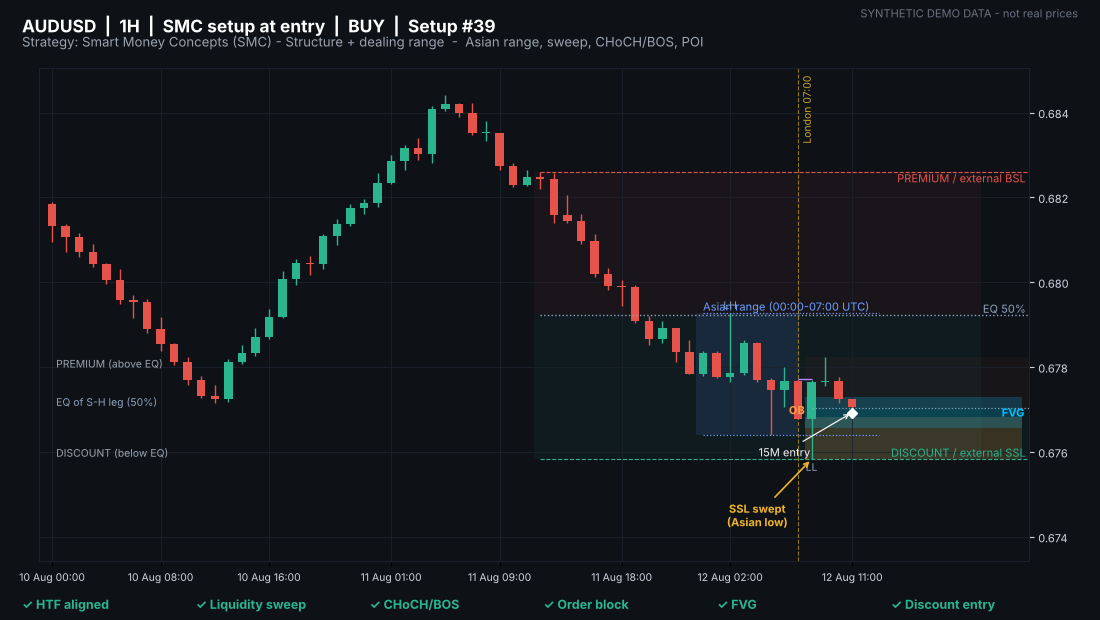 SYNTHETIC DEMO DATA - not real prices
AUDUSD | 1H | SMC setup at entry | BUY | Setup #39
Strategy: Smart Money Concepts (SMC) - Structure + dealing range - Asian range, sweep, CHoCH/BOS, POI
London 07:00
0.684
PREMIUM / external BSL
0.682
0.680
LH
Asian range (00:00-07:00 UTC)
EQ 50%
PREMIUM (above EQ)
0.678
EQ of S-H leg (50%)
OB
FVG
DISCOUNT (below EQ)
15M entry
DISCOUNT / external SSL
0.676
LL
SSL swept
(Asian low)
0.674
10 Aug 00:00
10 Aug 08:00
10 Aug 16:00
11 Aug 01:00
11 Aug 09:00
11 Aug 18:00
12 Aug 02:00
12 Aug 11:00
✓ HTF aligned
✓ Liquidity sweep
✓ CHoCH/BOS
✓ Order block
✓ FVG
✓ Discount entry